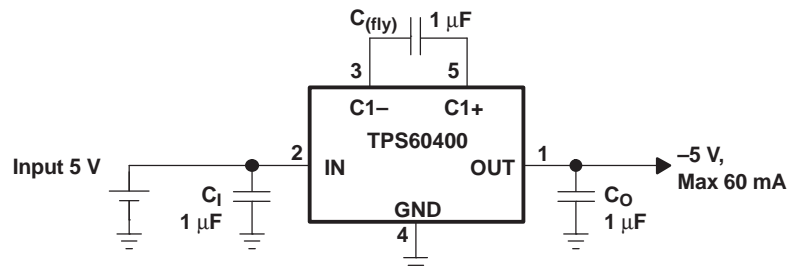 C(fly) 1 μF
3 5
C1– C1+
TPS60400
Input 5 V
2 IN OUT 1
–5 V,
Max 60 mA
CI
1 μF
GND
4
CO
1 μF